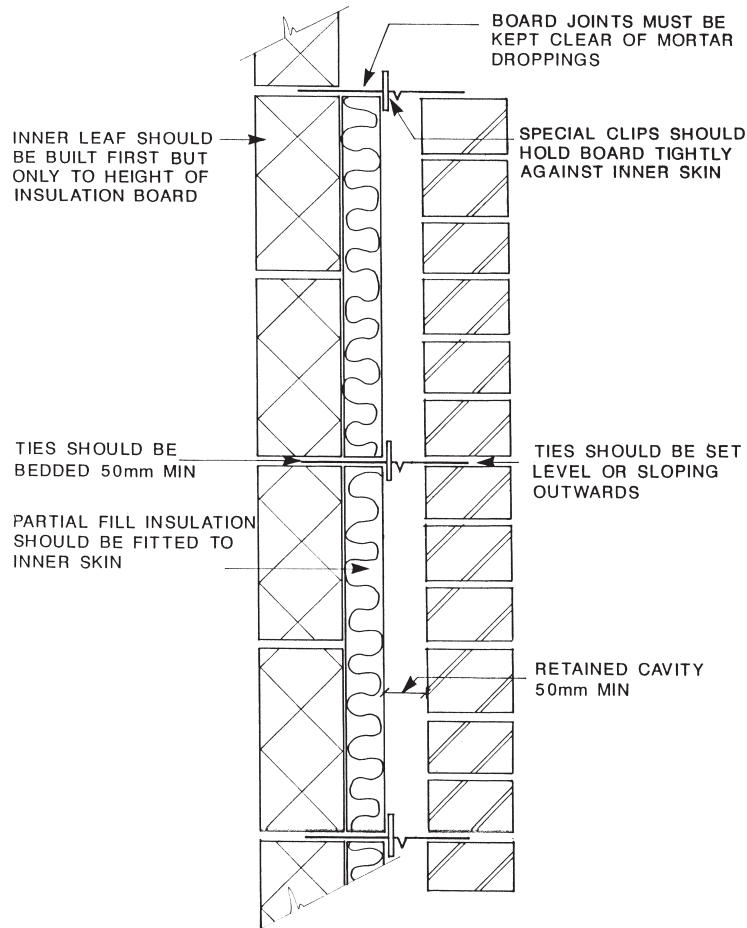 BOARD JOINTS MUST BE
KEPT CLEAR OF MORTAR
DROPPINGS
INNER LEAF SHOULD
BE BUILT FIRST BUT
ONLY TO HEIGHT OF
INSULATION BOARD
SPECIAL CLIPS SHOULD
HOLD BOARD TIGHTLY
AGAINST INNER SKIN
TIES SHOULD BE
BEDDED 50mm MIN
TIES SHOULD BE SET
LEVEL OR SLOPING
OUTWARDS
PARTIAL FILL INSULATION
SHOULD BE FITTED TO
INNER SKIN
RETAINED CAVITY
50mm MIN